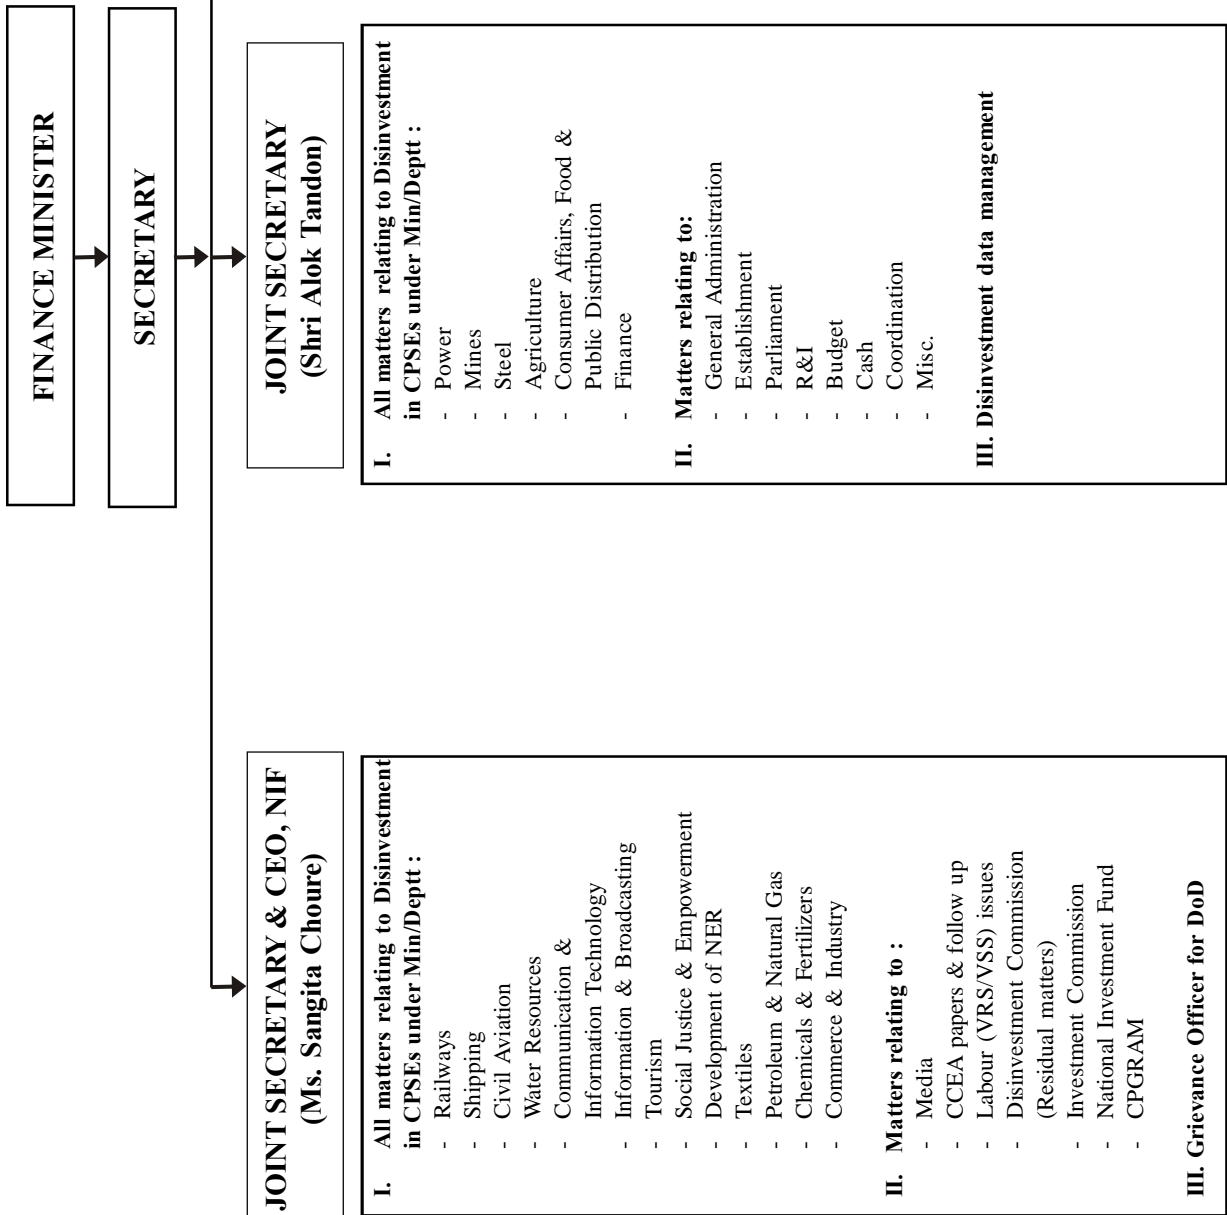 FINANCE MINISTER
SECRETARY
JOINT SECRETARY & CEO, NIF
(Ms. Sangita Choure)
I. All matters relating to Disinvestment
in CPSEs under Min/Deptt :
- Railways
- Shipping
- Civil Aviation
- Water Resources
- Communication &
Information Technology
- Information & Broadcasting
- Tourism
- Social Justice & Empowerment
- Development of NER
- Textiles
- Petroleum & Natural Gas
- Chemicals & Fertilizers
- Commerce & Industry
II. Matters relating to :
- Media
- CCEA papers & follow up
- Labour (VRS/VSS) issues
- Disinvestment Commission
(Residual matters)
- Investment Commission
- National Investment Fund
- CPGRAM
III. Grievance Officer for DoD
JOINT SECRETARY
(Shri Alok Tandon)
I. All matters relating to Disinvestment
in CPSEs under Min/Deptt :
- Power
- Mines
- Steel
- Agriculture
- Consumer Affairs, Food &
Public Distribution
- Finance
II. Matters relating to:
- General Administration
- Establishment
- Parliament
- R&I
- Budget
- Cash
- Coordination
- Misc.
III. Disinvestment data management